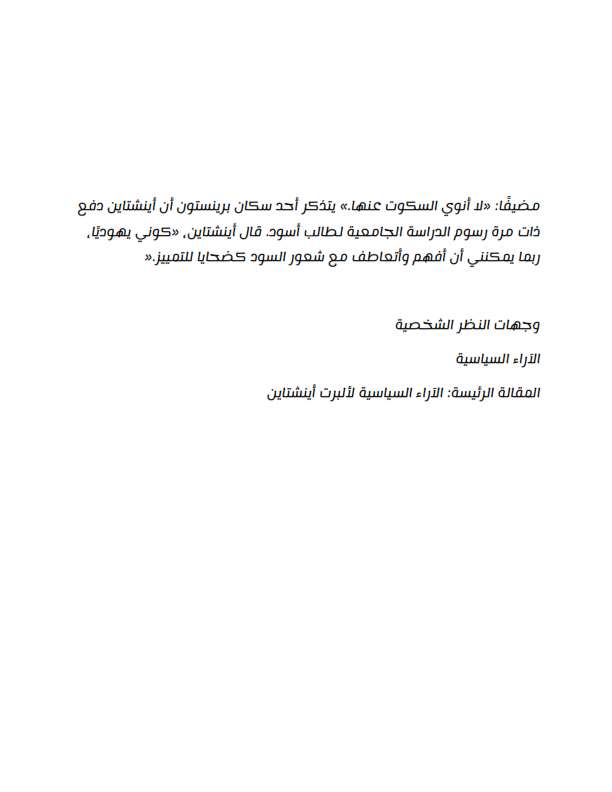 مضيفًا: «لا أنوي السكوت عنها.» يتذكر أحد سكان برينستون أن أينشتاين دفع
ذات مرة رسوم الدراسة الجامعية لطالب أسود. قال أينشتاين، «كوني يهوديًا،
ربما يمكنني أن أفهم وأتعاطف مع شعور السود كضحايا للتمييز.»
وجهات النظر الشخصية
الآراء السياسية
المقالة الرئيسة: الآراء السياسية لألبرت أينشتاين